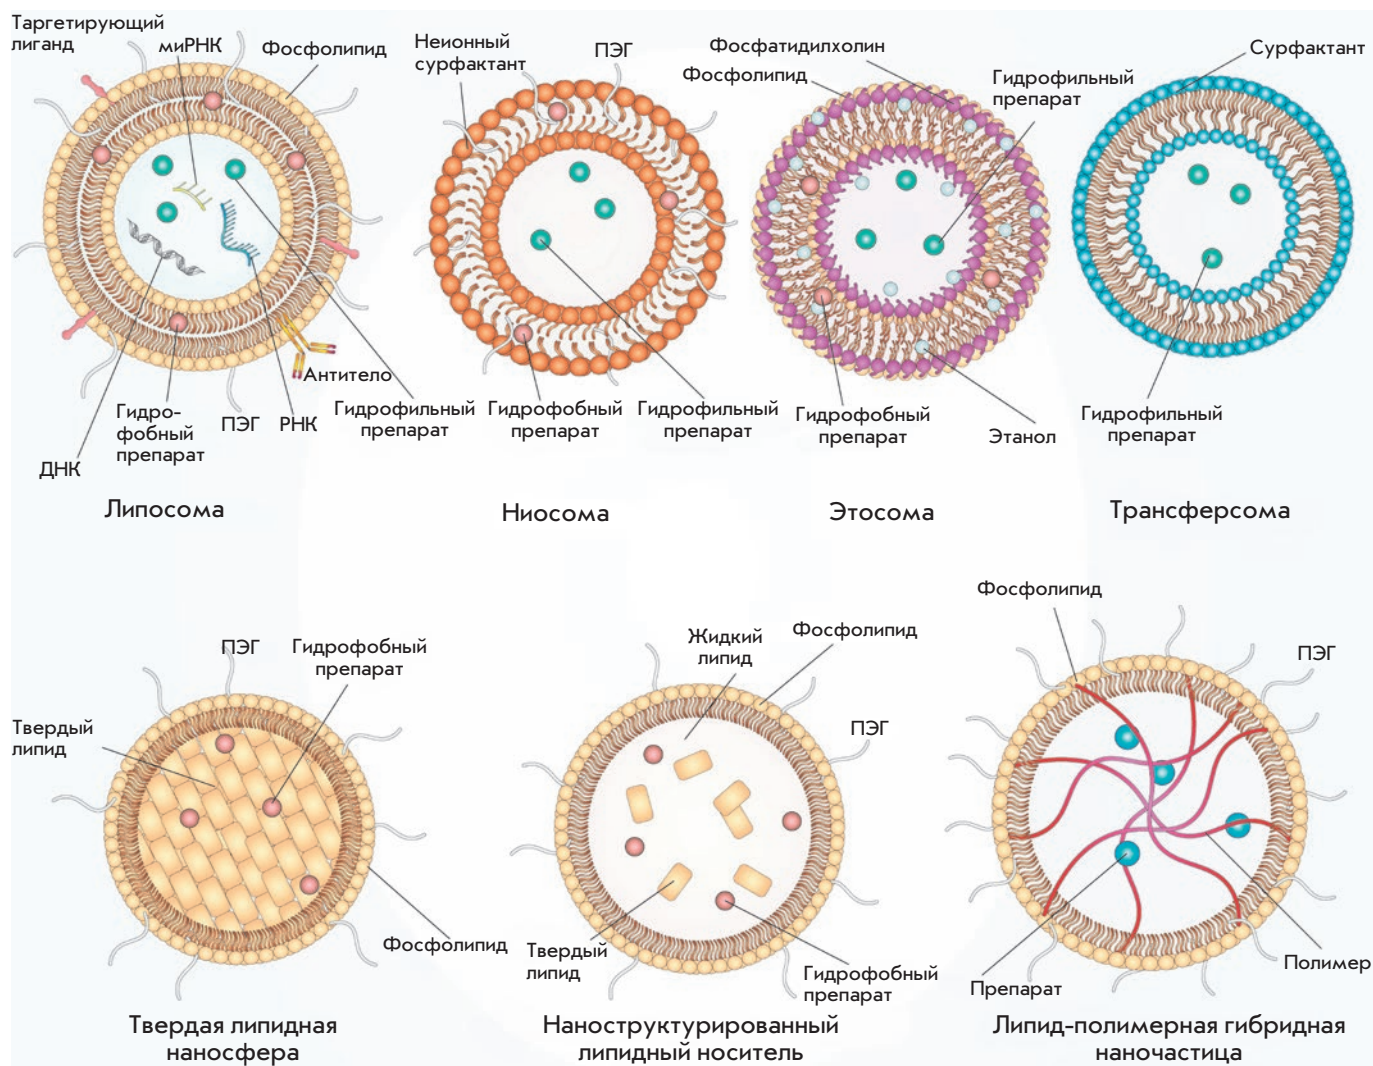 Таргетирующий
лиганд
миРНК
Фосфолипид
Антитело
Гидро-
фобный
препарат
ПЭГ
РНК
Гидрофильный
препарат
ДНК
Липосома
Неионный
сурфактант
ПЭГ
Гидрофобный
препарат
Гидрофильный
препарат
Ниосома
Фосфатидилхолин
Фосфолипид
Гидрофильный
препарат
Гидрофобный
препарат
Этанол
Этосома
Сурфактант
Гидрофильный
препарат
Трансферсома
ПЭГ
Гидрофобный
препарат
Твердый
липид
Фосфолипид
Твердая липидная
наносфера
Жидкий
липид
Фосфолипид
ПЭГ
Твердый
липид
Гидрофобный
препарат
Наноструктурированный
липидный носитель
Фосфолипид
ПЭГ
Полимер
Препарат
Липид-полимерная гибридная
наночастица